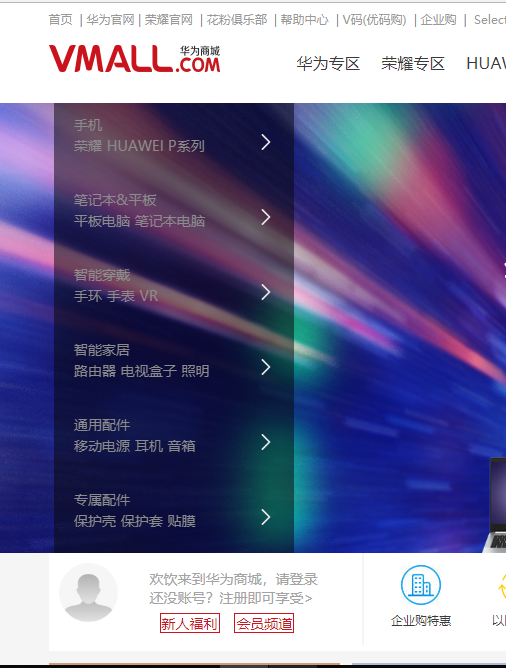 首页 | 华为官网 | 荣耀官网 | 花粉俱乐部 | 帮助中心 | V码(优码购) | 企业购 | Select
VMALL.COM 华为商城
华为专区 荣耀专区 HUAW
手机
荣耀 HUAWEI P系列
笔记本&平板
平板电脑 笔记本电脑
智能穿戴
手环 手表 VR
智能家居
路由器 电视盒子 照明
通用配件
移动电源 耳机 音箱
专属配件
保护壳 保护套 贴膜
欢饮来到华为商城，请登录
还没账号？注册即可享受>
新人福利 会员频道
企业购特惠 以